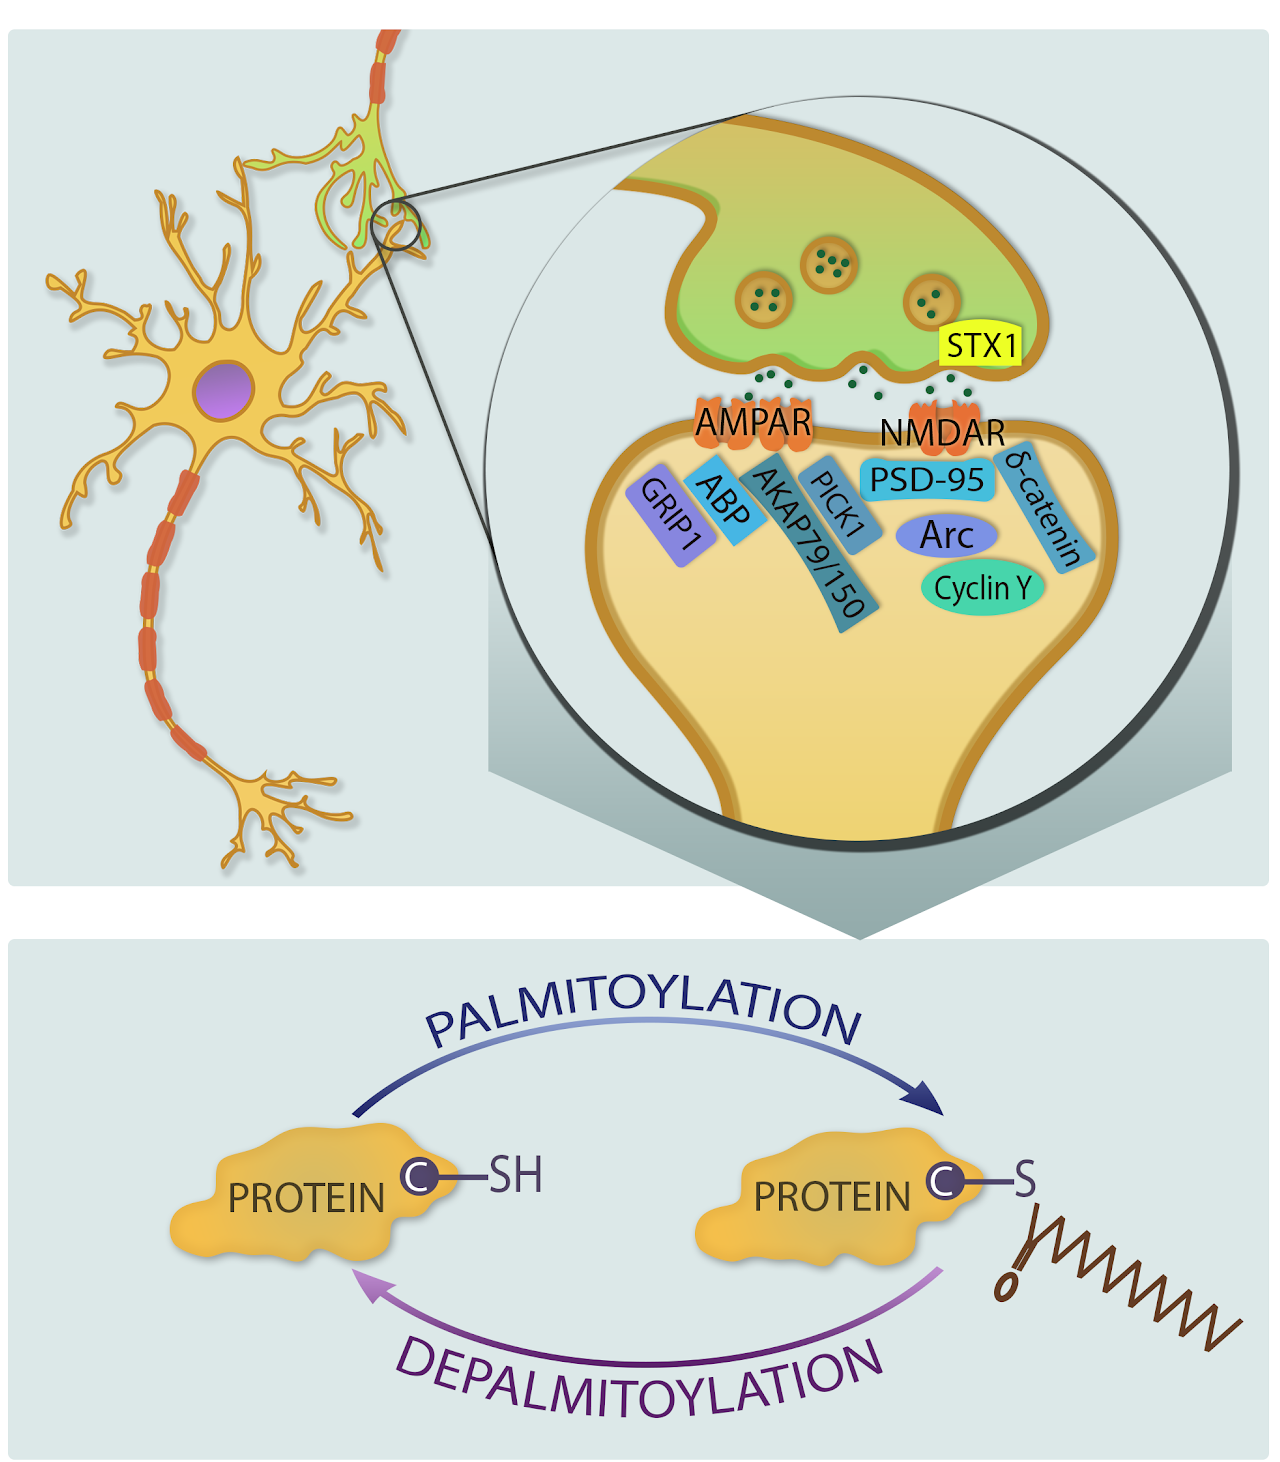 STX1
AMPAR
NMDAR
GRIP1
ABP
AKAP79/150
PICK1
PSD-95
δ-catenin
Arc
Cyclin Y
PALMITOYLATION
PROTEIN
C
SH
PROTEIN
C
S
O
DEPALMITOYLATION